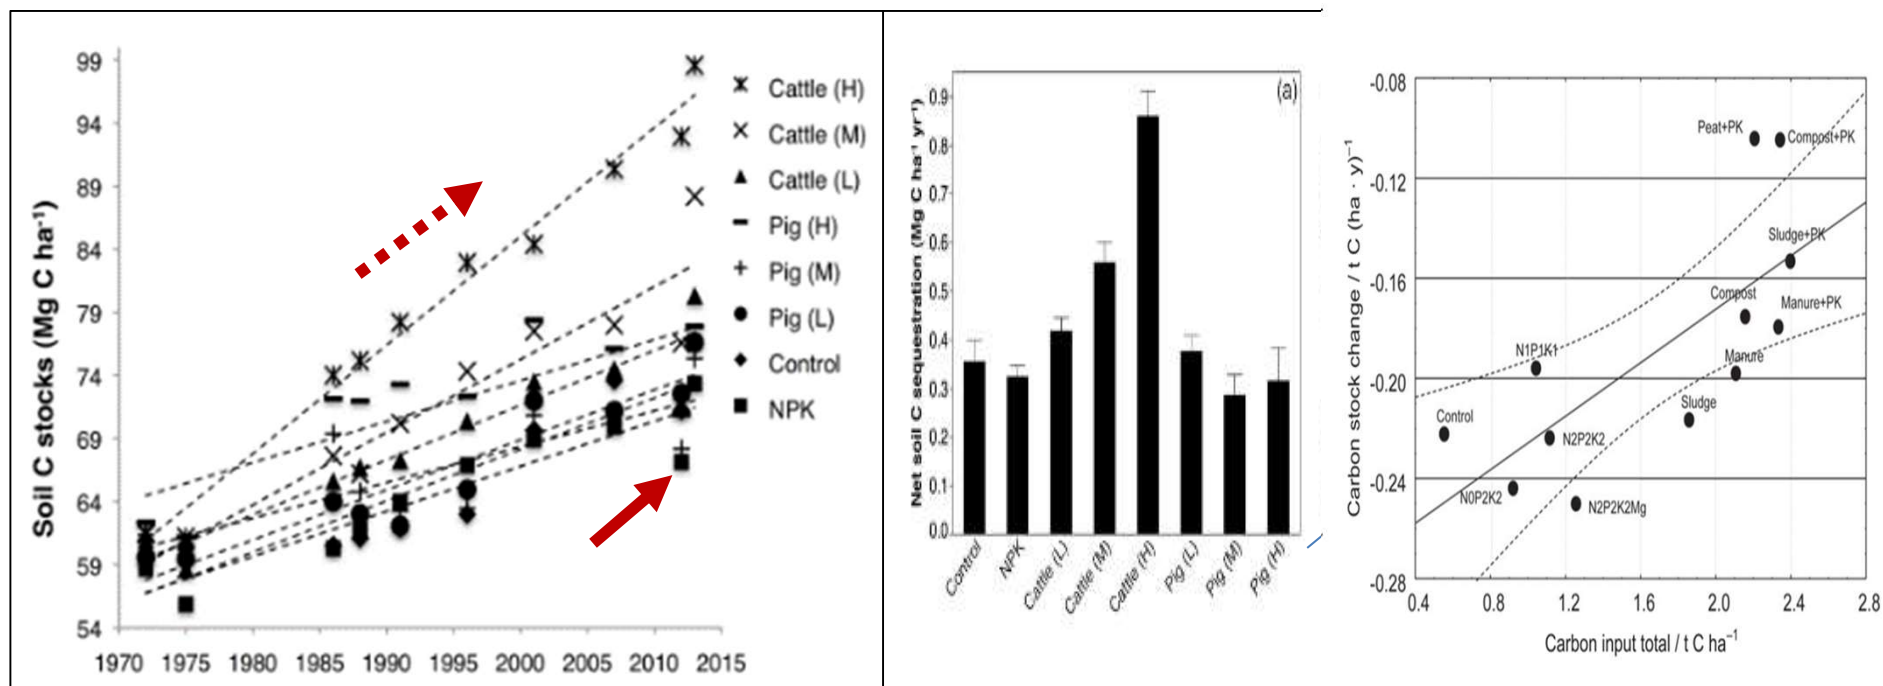 Soil C stocks (Mg C ha⁻¹)
99
94
89
84
79
74
69
64
59
54
1970 1975 1980 1985 1990 1995 2000 2005 2010 2015
Cattle (H)
Cattle (M)
Cattle (L)
Pig (H)
Pig (M)
Pig (L)
Control
NPK
(a)
Net soil C sequestration (Mg C ha⁻¹ yr⁻¹)
0.9
0.8
0.7
0.6
0.5
0.4
0.3
0.2
0.1
0.0
Control NPK Cattle (L) Cattle (M) Cattle (H) Pig (L) Pig (M) Pig (H)
Carbon stock change / t C (ha · y)⁻¹
-0.08
-0.12
-0.16
-0.20
-0.24
-0.28
Peat+PK
Compost+PK
Sludge+PK
Compost
Manure+PK
N1P1K1
Manure
Control
Sludge
N2P2K2
N0P2K2
N2P2K2Mg
0.4 0.8 1.2 1.6 2.0 2.4 2.8
Carbon input total / t C ha⁻¹